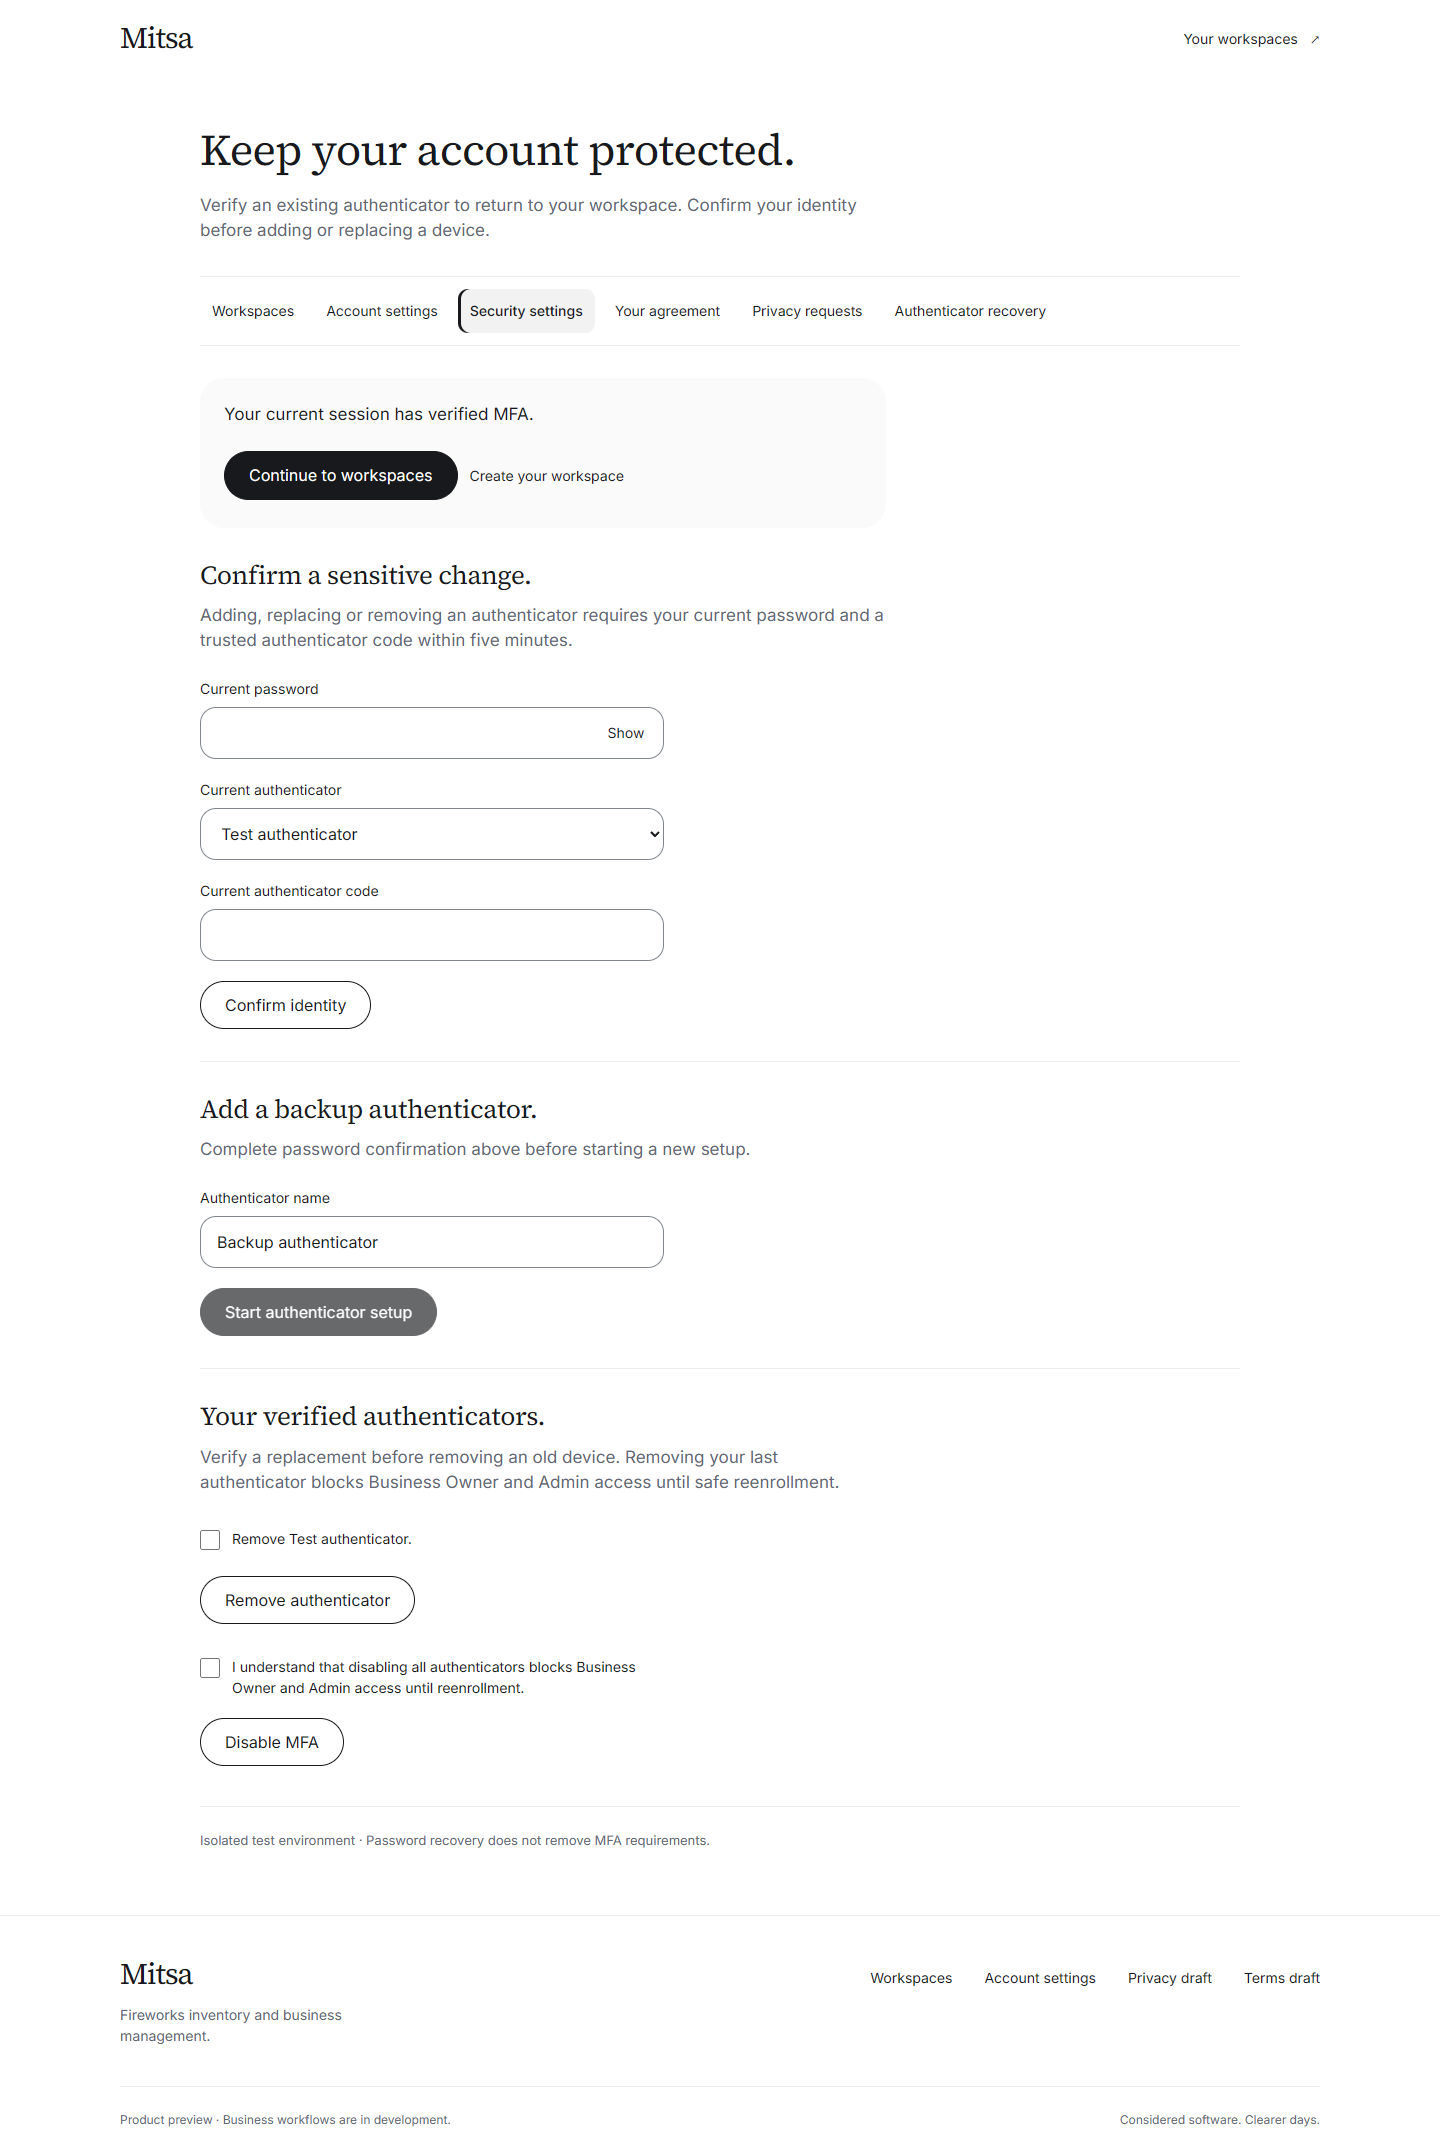 Mitsa
Your workspaces ↗
Keep your account protected.
Verify an existing authenticator to return to your workspace. Confirm your identity
before adding or replacing a device.
Workspaces
Account settings
Security settings
Your agreement
Privacy requests
Authenticator recovery
Your current session has verified MFA.
Continue to workspaces
Create your workspace
Confirm a sensitive change.
Adding, replacing or removing an authenticator requires your current password and a
trusted authenticator code within five minutes.
Current password
Show
Current authenticator
Test authenticator
Current authenticator code
Confirm identity
Add a backup authenticator.
Complete password confirmation above before starting a new setup.
Authenticator name
Backup authenticator
Start authenticator setup
Your verified authenticators.
Verify a replacement before removing an old device. Removing your last
authenticator blocks Business Owner and Admin access until safe reenrollment.
Remove Test authenticator.
Remove authenticator
I understand that disabling all authenticators blocks Business
Owner and Admin access until reenrollment.
Disable MFA
Isolated test environment · Password recovery does not remove MFA requirements.
Mitsa
Workspaces
Account settings
Privacy draft
Terms draft
Fireworks inventory and business
management.
Product preview · Business workflows are in development.
Considered software. Clearer days.